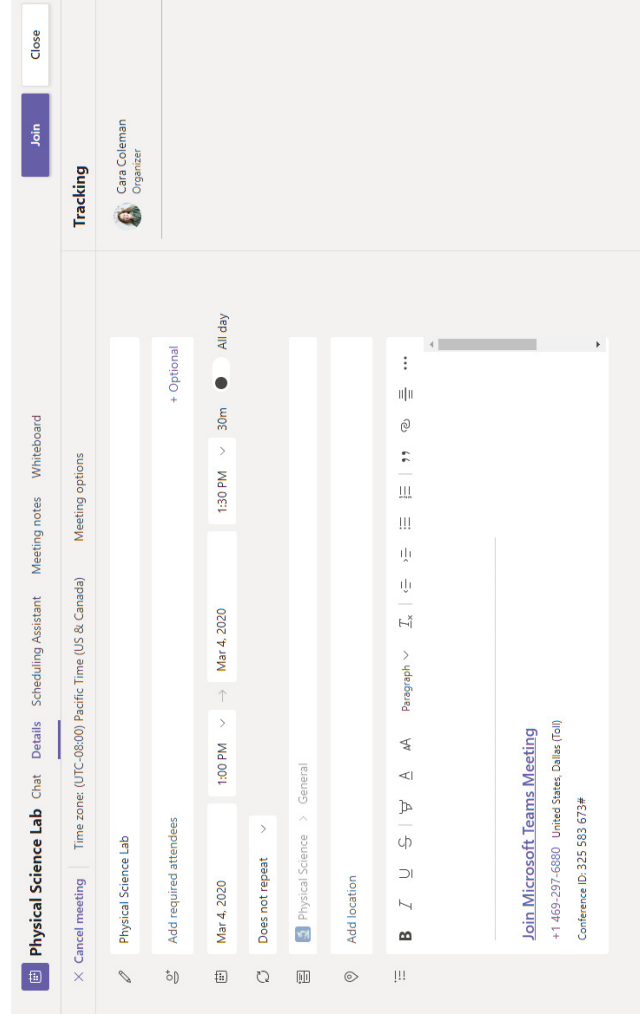 Physical Science Lab Chat Details Scheduling Assistant Meeting notes Whiteboard Join Close
Cancel meeting Time zone: (UTC-08:00) Pacific Time (US & Canada) Meeting options Tracking
Physical Science Lab
Cara Coleman
Organizer
Add required attendees + Optional
Mar 4, 2020 1:00 PM → Mar 4, 2020 1:30 PM 30m All day
Does not repeat
Physical Science > General
Add location
B I U S A AA Paragraph Tx
Join Microsoft Teams Meeting
+1 469-297-6880 United States, Dallas (Toll)
Conference ID: 325 583 673#